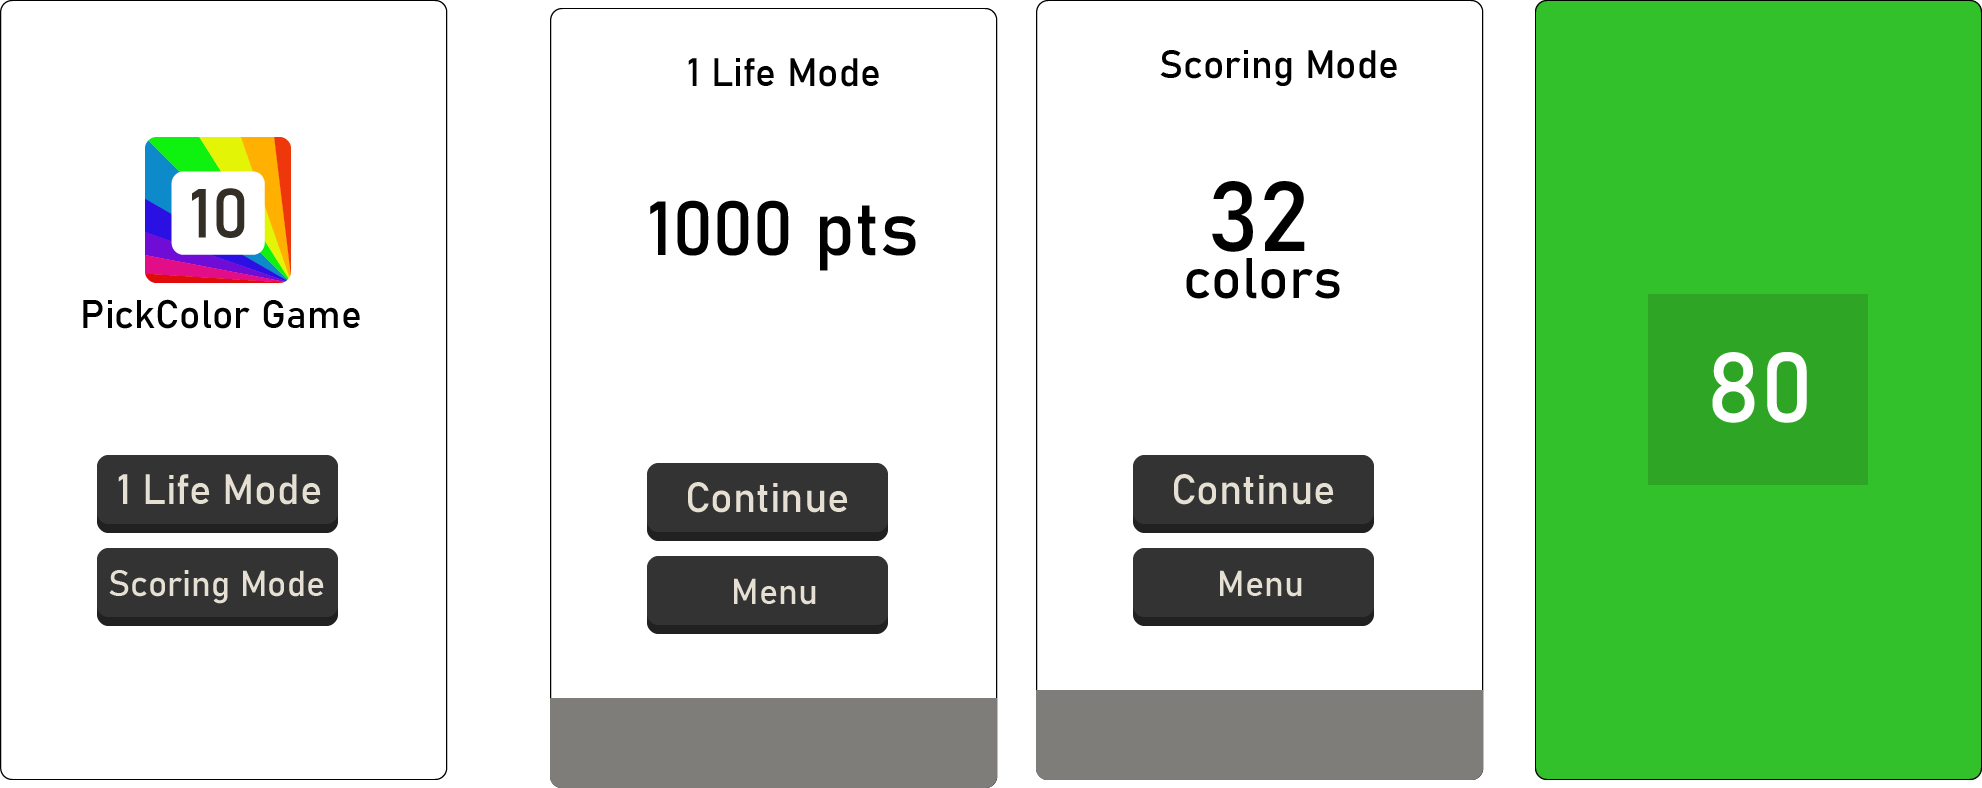 10
PickColor Game
1 Life Mode
Scoring Mode
1 Life Mode
1000 pts
Continue
Menu
Scoring Mode
32
colors
Continue
Menu
80